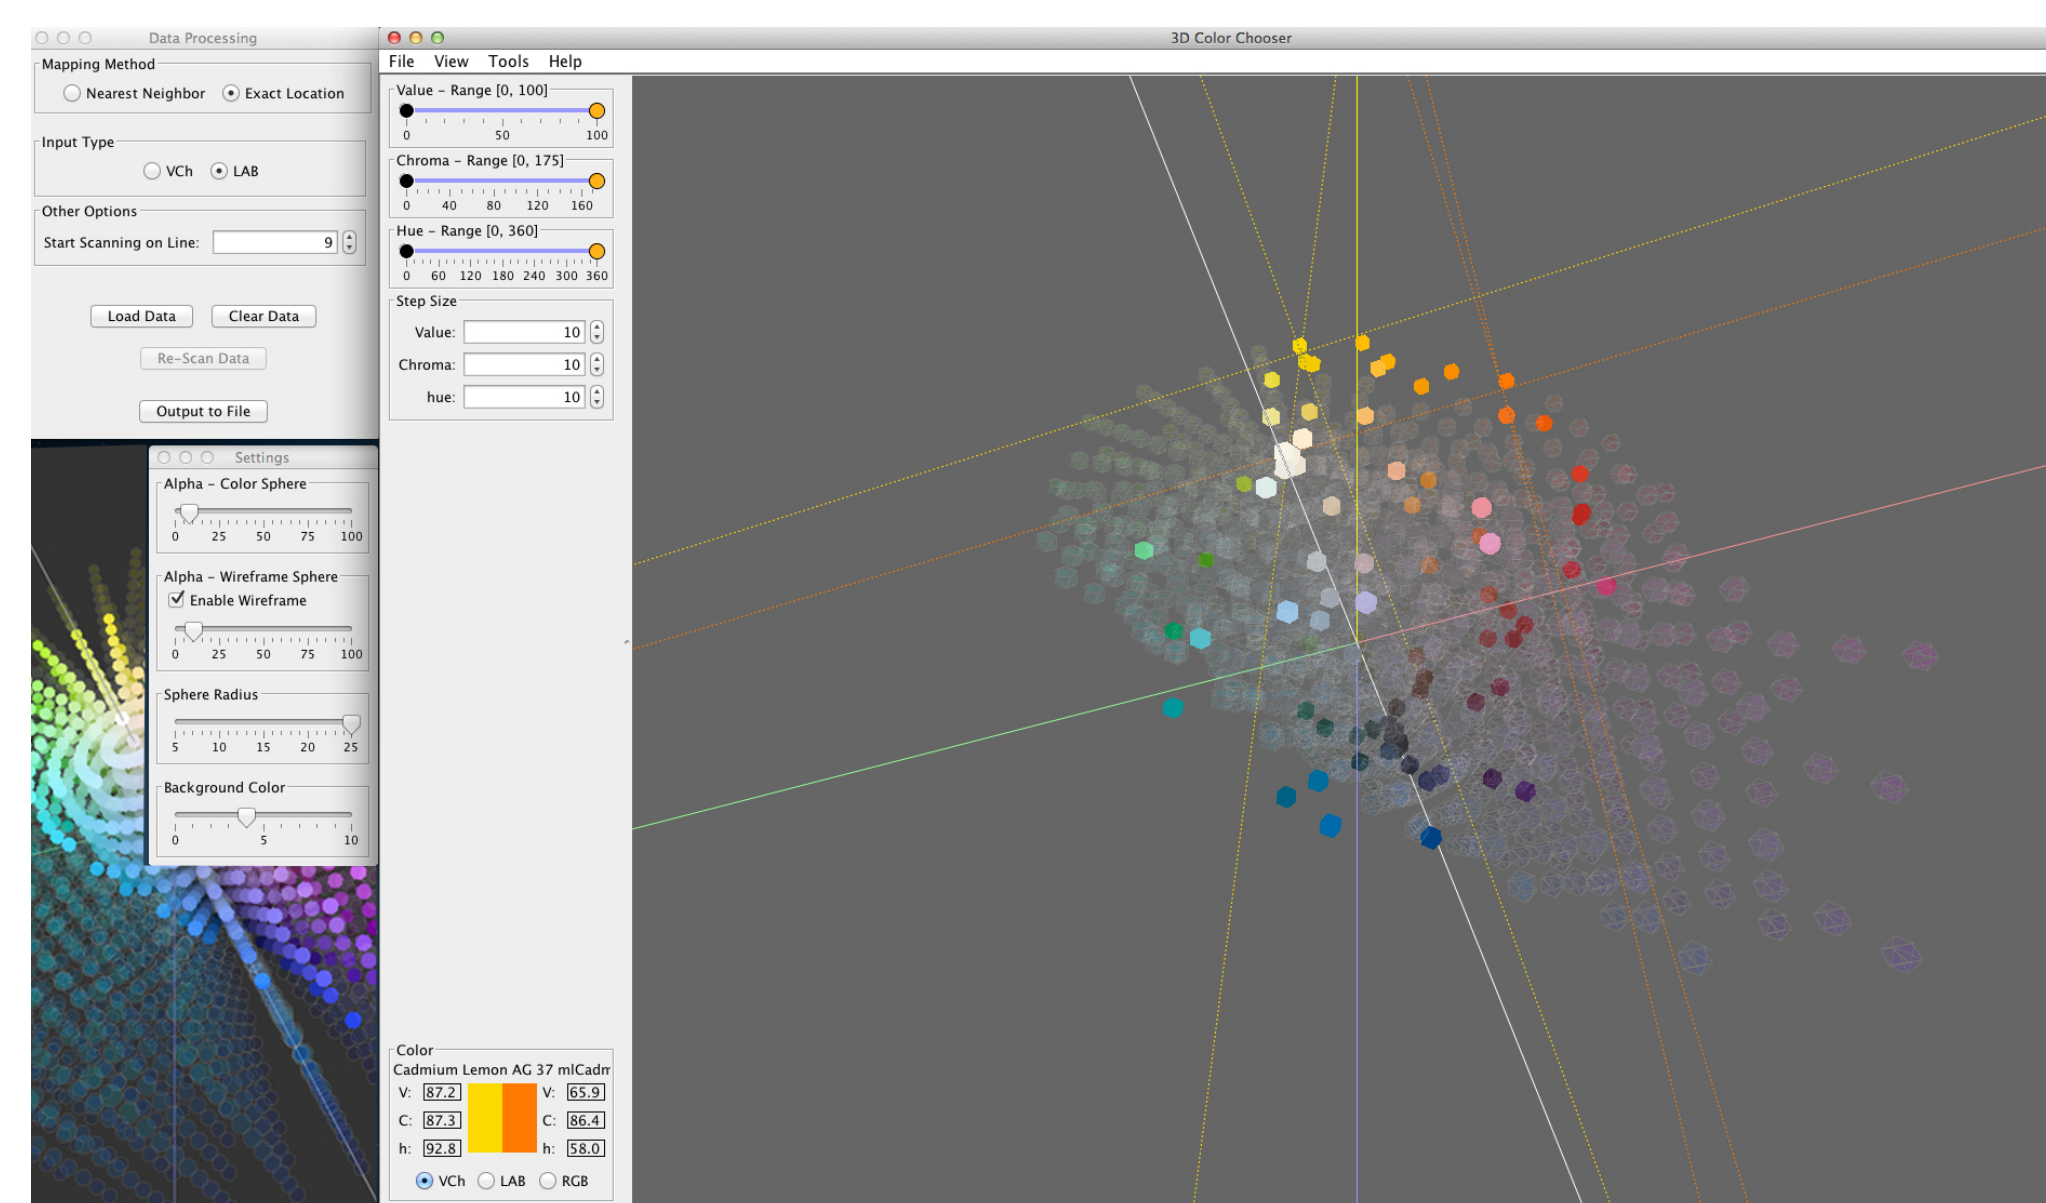 Data Processing
Mapping Method
Nearest Neighbor Exact Location
Input Type
VCh LAB
Other Options
Start Scanning on Line: 9
Load Data Clear Data
Re-Scan Data
Output to File
Settings
Alpha - Color Sphere
0 25 50 75 100
Alpha - Wireframe Sphere
Enable Wireframe
0 25 50 75 100
Sphere Radius
5 10 15 20 25
Background Color
0 5 10
3D Color Chooser
File View Tools Help
Value - Range [0, 100]
0 50 100
Chroma - Range [0, 175]
0 40 80 120 160
Hue - Range [0, 360]
0 60 120 180 240 300 360
Step Size
Value: 10
Chroma: 10
hue: 10
Color
Cadmium Lemon AG 37 mlCadm
V: 87.2 V: 65.9
C: 87.3 C: 86.4
h: 92.8 h: 58.0
VCh LAB RGB